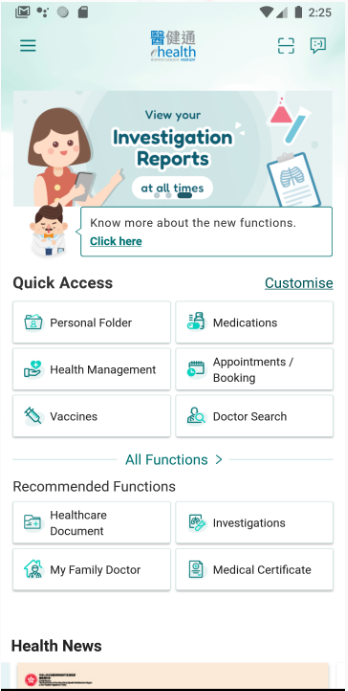 2:25
醫健通
ehealth
View your
Investigation
Reports
at all times
Know more about the new functions.
Click here
Quick Access
Customise
Personal Folder
Medications
Health Management
Appointments /
Booking
Vaccines
Doctor Search
All Functions >
Recommended Functions
Healthcare
Document
Investigations
My Family Doctor
Medical Certificate
Health News